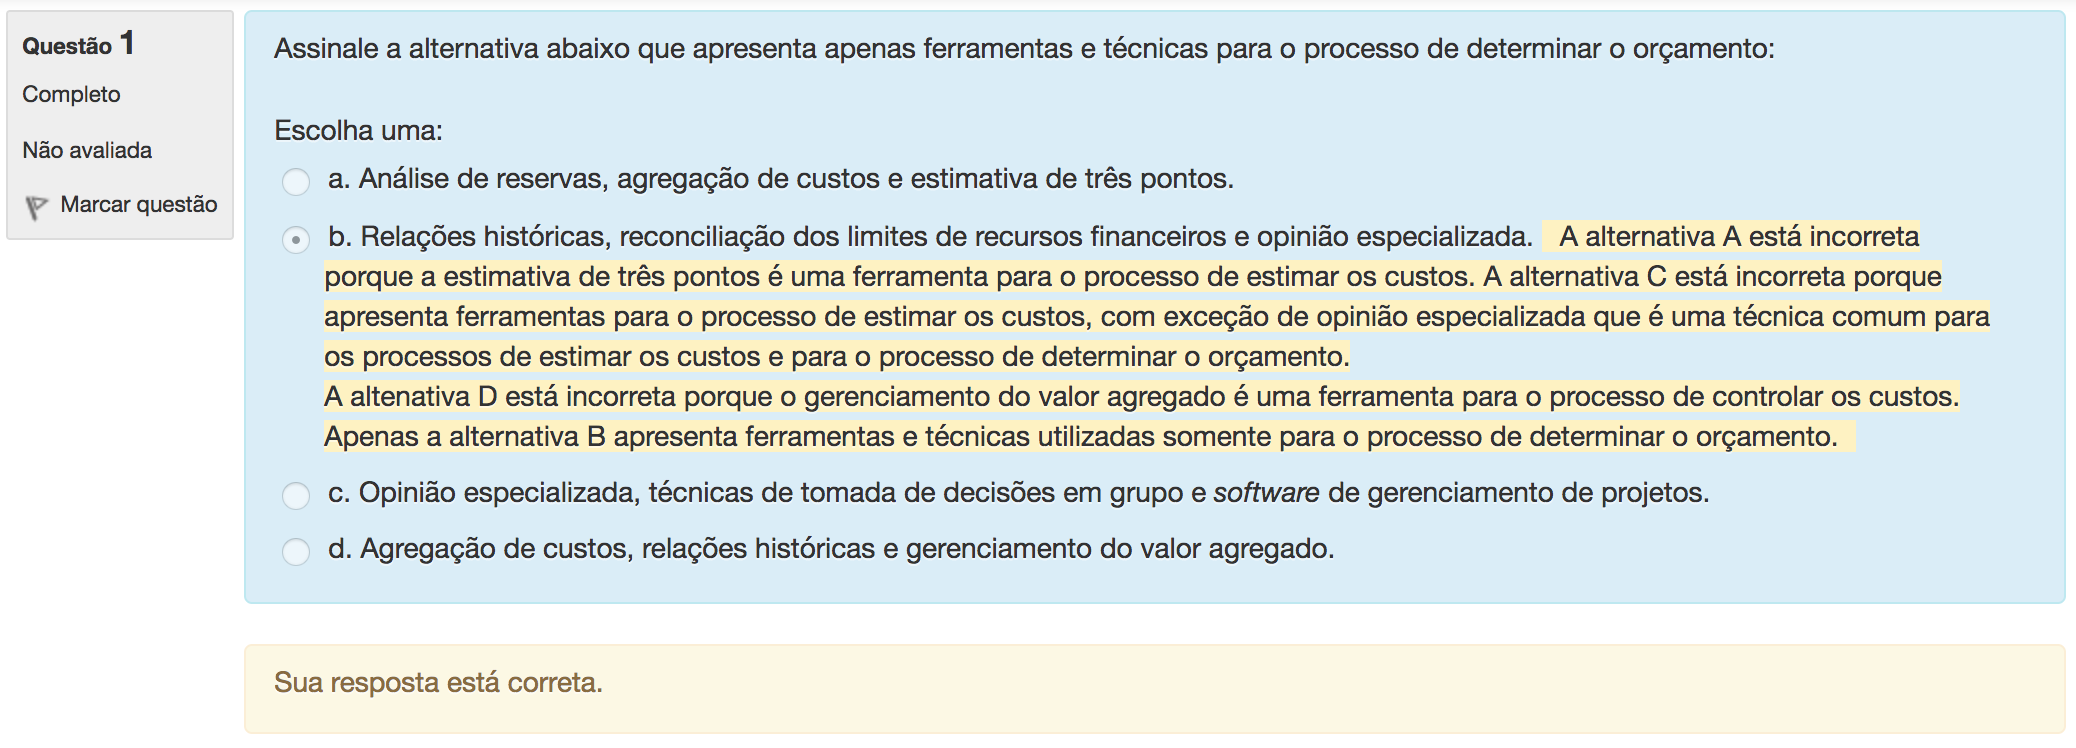 Questão 1
Completo
Não avaliada
Marcar questão
Assinale a alternativa abaixo que apresenta apenas ferramentas e técnicas para o processo de determinar o orçamento:
Escolha uma:
a. Análise de reservas, agregação de custos e estimativa de três pontos.
b. Relações históricas, reconciliação dos limites de recursos financeiros e opinião especializada. A alternativa A está incorreta
porque a estimativa de três pontos é uma ferramenta para o processo de estimar os custos. A alternativa C está incorreta porque
apresenta ferramentas para o processo de estimar os custos, com exceção de opinião especializada que é uma técnica comum para
os processos de estimar os custos e para o processo de determinar o orçamento.
A altenativa D está incorreta porque o gerenciamento do valor agregado é uma ferramenta para o processo de controlar os custos.
Apenas a alternativa B apresenta ferramentas e técnicas utilizadas somente para o processo de determinar o orçamento.
c. Opinião especializada, técnicas de tomada de decisões em grupo e software de gerenciamento de projetos.
d. Agregação de custos, relações históricas e gerenciamento do valor agregado.
Sua resposta está correta.